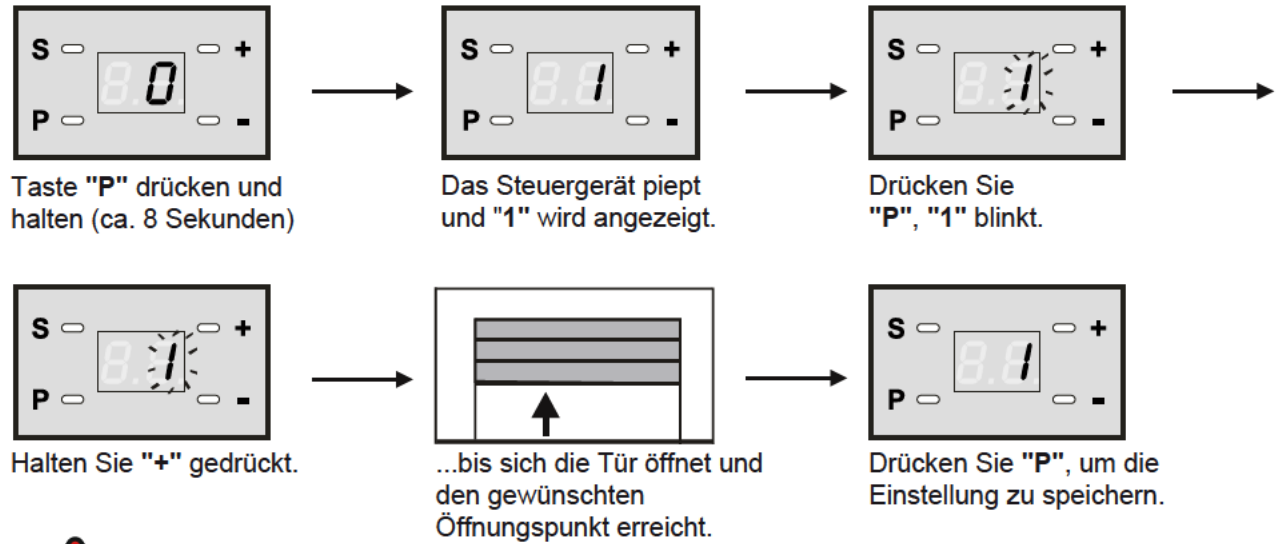 S + 0 P -
Taste "P" drücken und
halten (ca. 8 Sekunden)
S + 1 P -
Das Steuergerät piept
und "1" wird angezeigt.
S + 1 P -
Drücken Sie
"P", "1" blinkt.
S + 1 P -
Halten Sie "+" gedrückt.
...bis sich die Tür öffnet und
den gewünschten
Öffnungspunkt erreicht.
S + 1 P -
Drücken Sie "P", um die
Einstellung zu speichern.